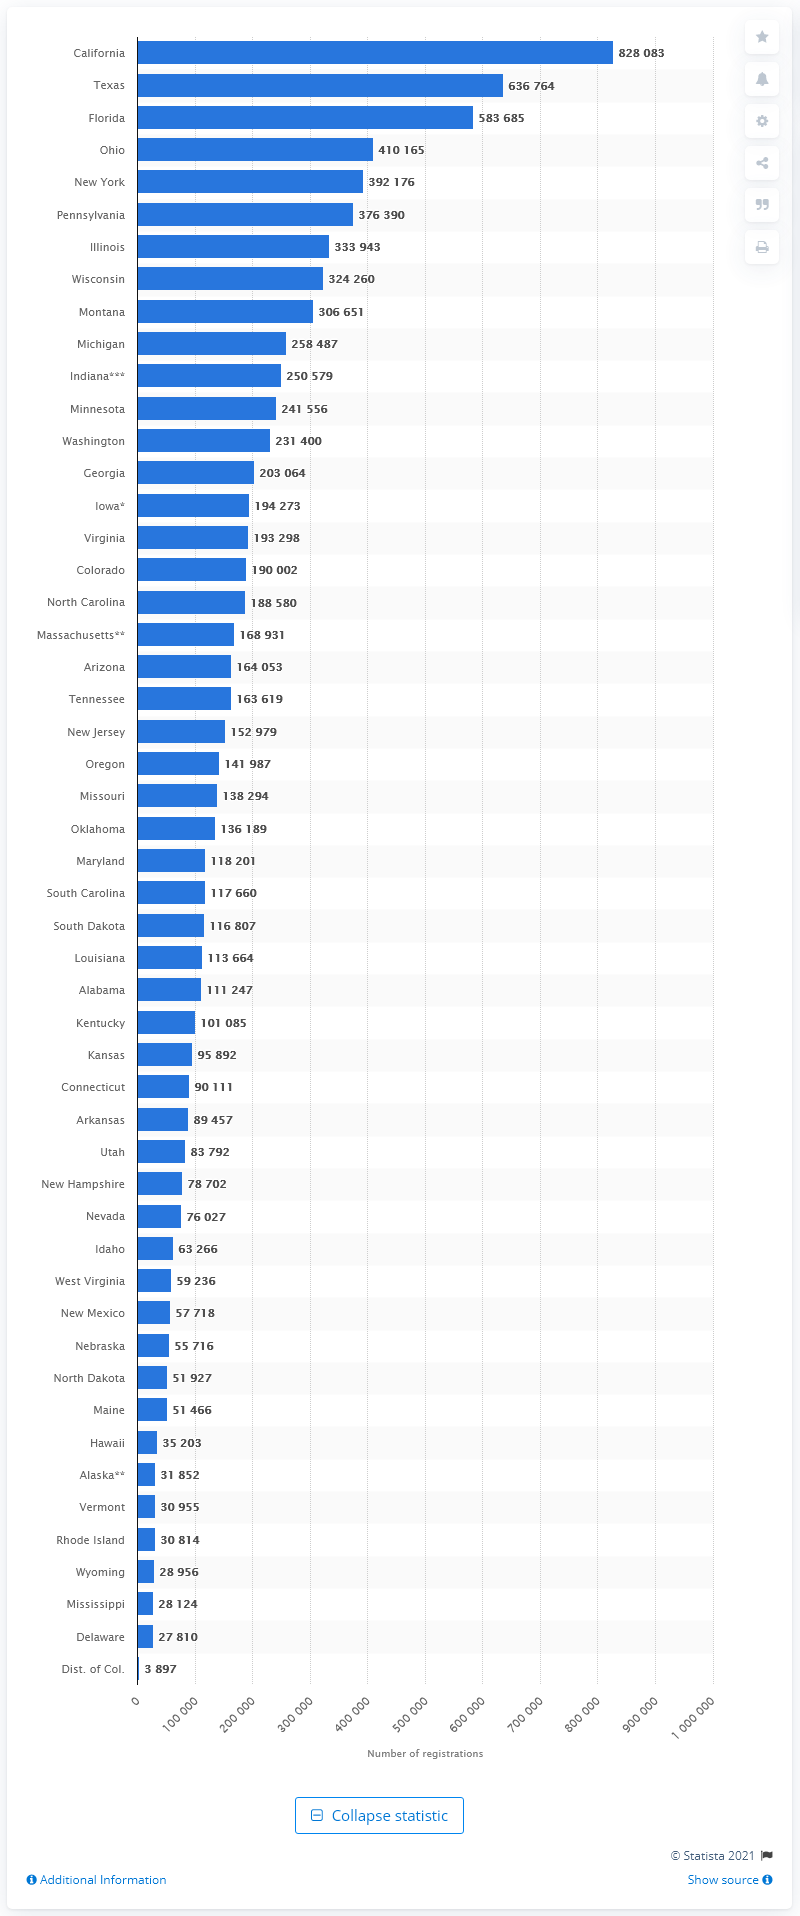 California 828 083
Texas 636 764
Florida 583 685
Ohio 410 165
New York 392 176
Pennsylvania 376 390
Illinois 333 943
Wisconsin 324 260
Montana 306 651
Michigan 258 487
Indiana*** 250 579
Minnesota 241 556
Washington 231 400
Georgia 203 064
Iowa* 194 273
Virginia 193 298
Colorado 190 002
North Carolina 188 580
Massachusetts** 168 931
Arizona 164 053
Tennessee 163 619
New Jersey 152 979
Oregon 141 987
Missouri 138 294
Oklahoma 136 189
Maryland 118 201
South Carolina 117 660
South Dakota 116 807
Louisiana 113 664
Alabama 111 247
Kentucky 101 085
Kansas 95 892
Connecticut 90 111
Arkansas 89 457
Utah 83 792
New Hampshire 78 702
Nevada 76 027
Idaho 63 266
West Virginia 59 236
New Mexico 57 718
Nebraska 55 716
North Dakota 51 927
Maine 51 466
Hawaii 35 203
Alaska** 31 852
Vermont 30 955
Rhode Island 30 814
Wyoming 28 956
Mississippi 28 124
Delaware 27 810
Dist. of Col. 3 897
0 100 000 200 000 300 000 400 000 500 000 600 000 700 000 800 000 900 000 1 000 000
Number of registrations
Collapse statistic
© Statista 2021
Additional Information Show source